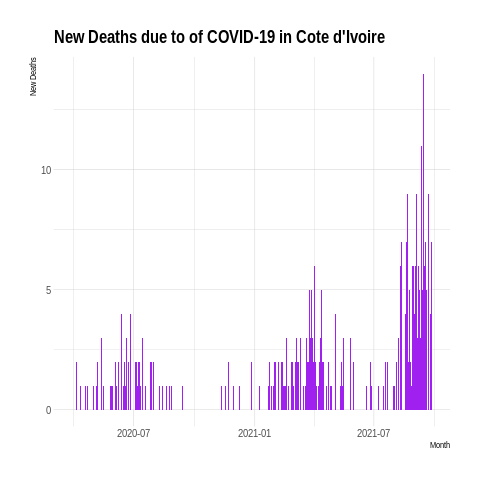 New Deaths due to of COVID-19 in Cote d'Ivoire
New Deaths
10
5
0
2020-07
2021-01
2021-07
Month